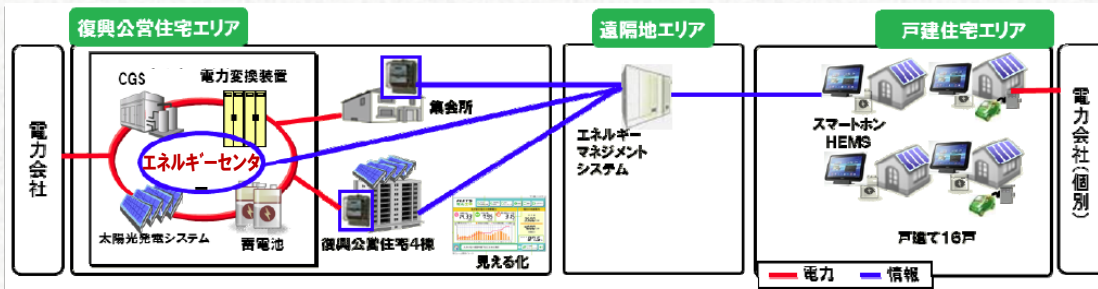 復興公営住宅エリア
遠隔地エリア
戸建住宅エリア
電力会社
CGS
電力変換装置
エネルギーセンタ
太陽光発電システム
蓄電池
集会所
復興公営住宅4棟
見える化
エネルギー
マネジメント
システム
スマートホン
HEMS
戸建て16戸
電力会社(個別)
電力
情報